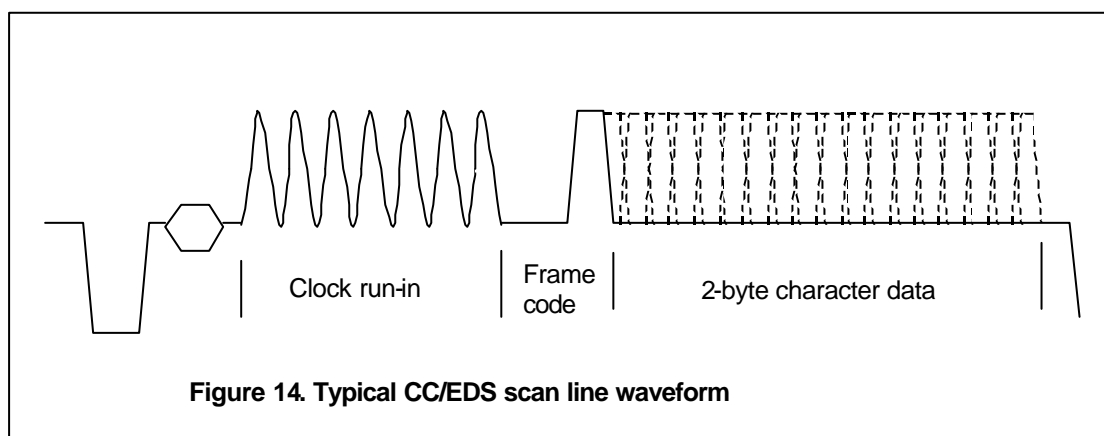 Clock run-in
Frame
code
2-byte character data
Figure 14. Typical CC/EDS scan line waveform